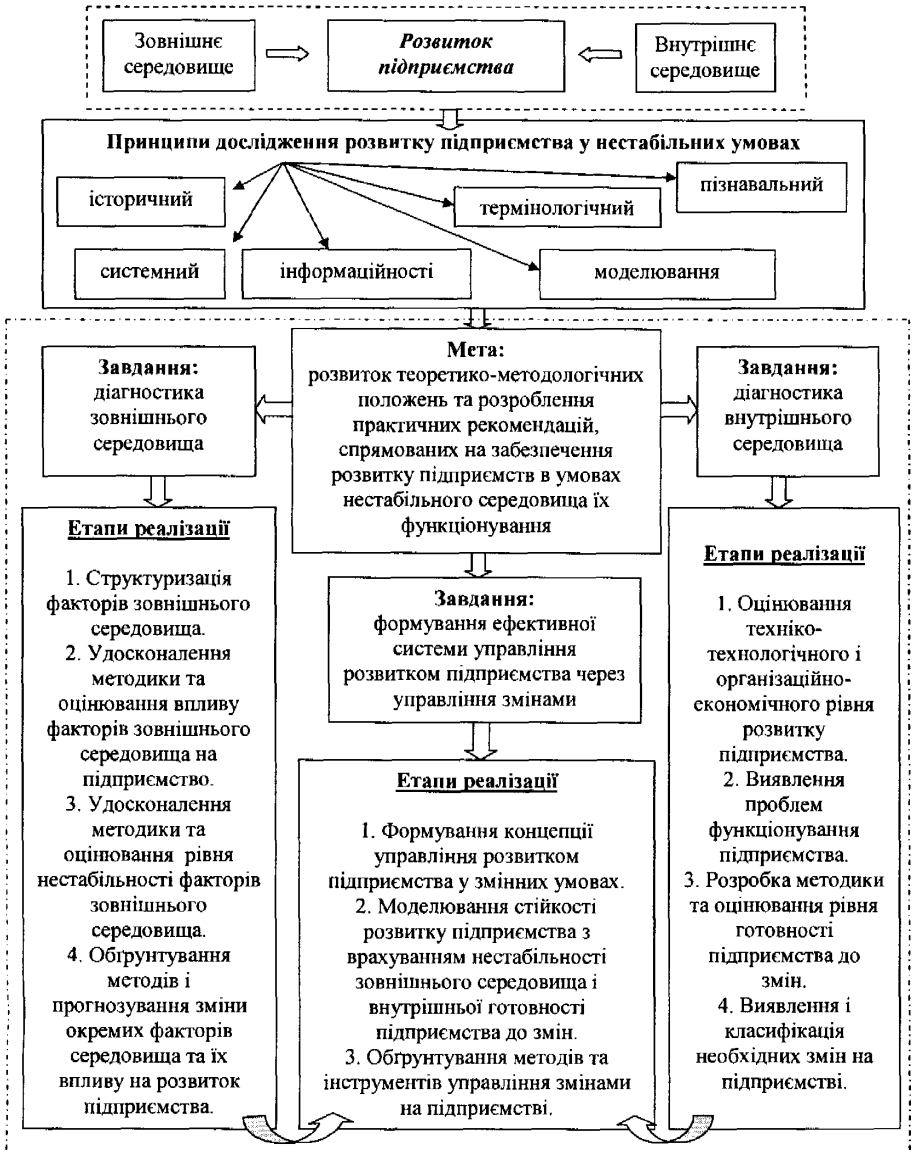 Зовнішнє
середовище
Розвиток
підприємства
Внутрішнє
середовище
Принципи дослідження розвитку підприємства у нестабільних умовах
історичний
термінологічний
пізнавальний
системний
інформаційності
моделювання
Завдання:
діагностика
зовнішнього
середовища
Мета:
розвиток теоретико-методологічних
положень та розроблення
практичних рекомендацій,
спрямованих на забезпечення
розвитку підприємств в умовах
нестабільного середовища їх
функціонування
Завдання:
діагностика
внутрішнього
середовища
Етапи реалізації
1. Структуризація
факторів зовнішнього
середовища.
2. Удосконалення
методики та
оцінювання впливу
факторів зовнішнього
середовища на
підприємство.
3. Удосконалення
методики та
оцінювання рівня
нестабільності факторів
зовнішнього
середовища.
4. Обґрунтування
методів і
прогнозування зміни
окремих факторів
середовища та їх
впливу на розвиток
підприємства.
Завдання:
формування ефективної
системи управління
розвитком підприємства через
управління змінами
Етапи реалізації
1. Формування концепції
управління розвитком
підприємства у змінних умовах.
2. Моделювання стійкості
розвитку підприємства з
врахуванням нестабільності
зовнішнього середовища і
внутрішньої готовності
підприємства до змін.
3. Обґрунтування методів та
інструментів управління змінами
на підприємстві.
Етапи реалізації
1. Оцінювання
техніко-
технологічного і
організаційно-
економічного рівня
розвитку
підприємства.
2. Виявлення
проблем
функціонування
підприємства.
3. Розробка методики
та оцінювання рівня
готовності
підприємства до
змін.
4. Виявлення і
класифікація
необхідних змін на
підприємстві.